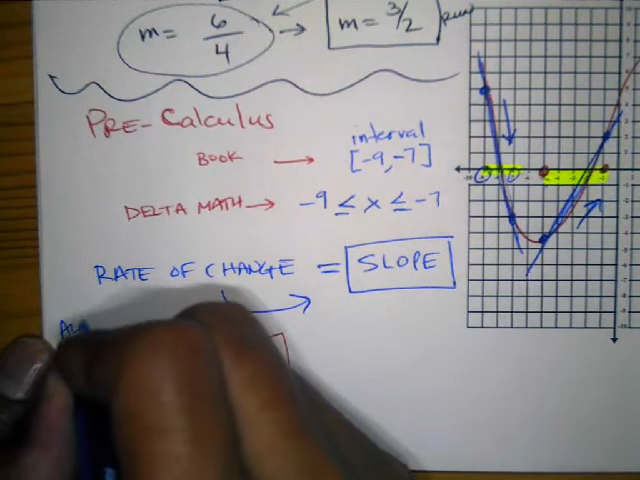 m = 6/4 → m = 3/2
PRE-Calculus
interval
BOOK → [-9,-7]
DELTA MATH → -9 ≤ x ≤ -7
RATE OF CHANGE = SLOPE